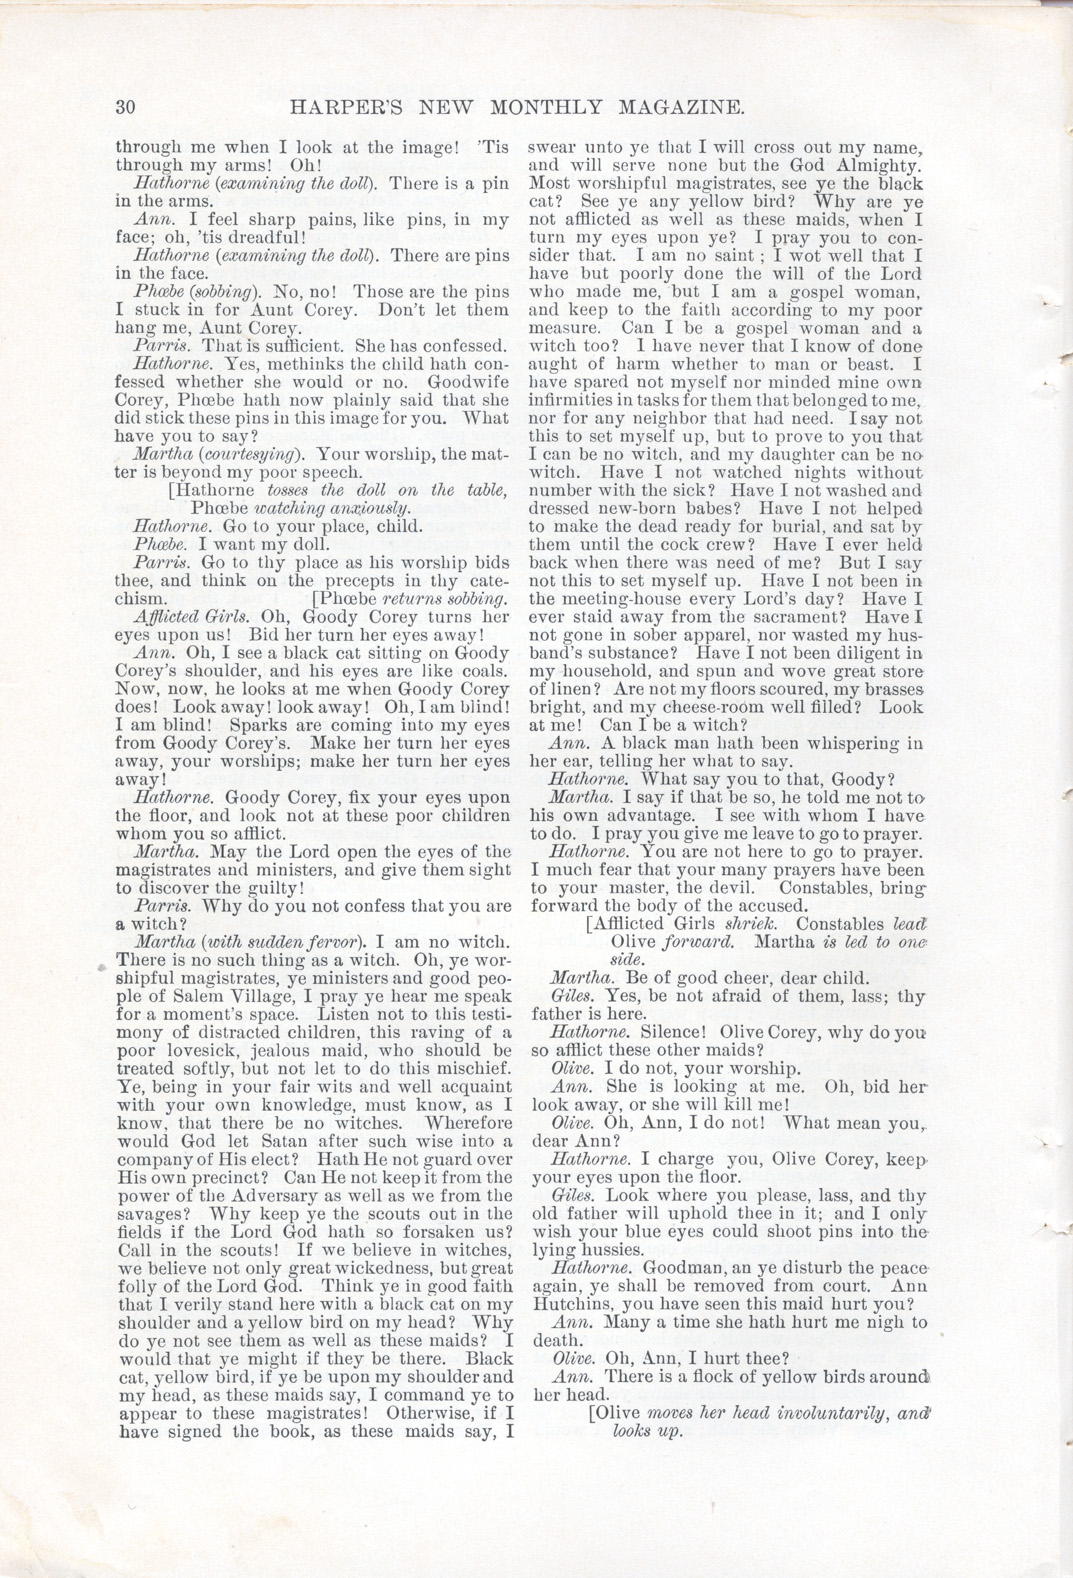 30
HARPER'S NEW MONTHLY MAGAZINE.
through me when I look at the image! 'Tis
through my arms! Oh!
Hathorne (examining the doll). There is a pin
in the arms.
Ann. I feel sharp pains, like pins, in my
face; oh, 'tis dreadful!
Hathorne (examining the doll). There are pins
in the face.
Phœbe (sobbing). No, no! Those are the pins
I stuck in for Aunt Corey. Don't let them
hang me, Aunt Corey.
Parris. That is sufficient. She has confessed.
Hathorne. Yes, methinks the child hath con-
fessed whether she would or no. Goodwife
Corey, Phœbe hath now plainly said that she
did stick these pins in this image for you. What
have you to say?
Martha (courtesying). Your worship, the mat-
ter is beyond my poor speech.
[Hathorne tosses the doll on the table,
Phœbe watching anxiously.
Hathorne. Go to your place, child.
Phœbe. I want my doll.
Parris. Go to thy place as his worship bids
thee, and think on the precepts in thy cate-
chism. [Phœbe returns sobbing.
Afflicted Girls. Oh, Goody Corey turns her
eyes upon us! Bid her turn her eyes away!
Ann. Oh, I see a black cat sitting on Goody
Corey's shoulder, and his eyes are like coals.
Now, now, he looks at me when Goody Corey
does! Look away! look away! Oh, I am blind!
I am blind! Sparks are coming into my eyes
from Goody Corey's. Make her turn her eyes
away, your worships; make her turn her eyes
away!
Hathorne. Goody Corey, fix your eyes upon
the floor, and look not at these poor children
whom you so afflict.
Martha. May the Lord open the eyes of the
magistrates and ministers, and give them sight
to discover the guilty!
Parris. Why do you not confess that you are
a witch?
Martha (with sudden fervor). I am no witch.
There is no such thing as a witch. Oh, ye wor-
shipful magistrates, ye ministers and good peo-
ple of Salem Village, I pray ye hear me speak
for a moment's space. Listen not to this testi-
mony of distracted children, this raving of a
poor lovesick, jealous maid, who should be
treated softly, but not let to do this mischief.
Ye, being in your fair wits and well acquaint
with your own knowledge, must know, as I
know, that there be no witches. Wherefore
would God let Satan after such wise into a
company of His elect? Hath He not guard over
His own precinct? Can He not keep it from the
power of the Adversary as well as we from the
savages? Why keep ye the scouts out in the
fields if the Lord God hath so forsaken us?
Call in the scouts! If we believe in witches,
we believe not only great wickedness, but great
folly of the Lord God. Think ye in good faith
that I verily stand here with a black cat on my
shoulder and a yellow bird on my head? Why
do ye not see them as well as these maids? I
would that ye might if they be there. Black
cat, yellow bird, if ye be upon my shoulder and
my head, as these maids say, I command ye to
appear to these magistrates! Otherwise, if I
have signed the book, as these maids say, I
swear unto ye that I will cross out my name,
and will serve none but the God Almighty.
Most worshipful magistrates, see ye the black
cat? See ye any yellow bird? Why are ye
not afflicted as well as these maids, when I
turn my eyes upon ye? I pray you to con-
sider that. I am no saint; I wot well that I
have but poorly done the will of the Lord
who made me, but I am a gospel woman,
and keep to the faith according to my poor
measure. Can I be a gospel woman and a
witch too? I have never that I know of done
aught of harm whether to man or beast. I
have spared not myself nor minded mine own
infirmities in tasks for them that belonged to me,
nor for any neighbor that had need. I say not
this to set myself up, but to prove to you that
I can be no witch, and my daughter can be no
witch. Have I not watched nights without
number with the sick? Have I not washed and
dressed new-born babes? Have I not helped
to make the dead ready for burial, and sat by
them until the cock crew? Have I ever held
back when there was need of me? But I say
not this to set myself up. Have I not been in
the meeting-house every Lord's day? Have I
ever staid away from the sacrament? Have I
not gone in sober apparel, nor wasted my hus-
band's substance? Have I not been diligent in
my household, and spun and wove great store
of linen? Are not my floors scoured, my brasses
bright, and my cheese-room well filled? Look
at me! Can I be a witch?
Ann. A black man hath been whispering in
her ear, telling her what to say.
Hathorne. What say you to that, Goody?
Martha. I say if that be so, he told me not to
his own advantage. I see with whom I have
to do. I pray you give me leave to go to prayer.
Hathorne. You are not here to go to prayer.
I much fear that your many prayers have been
to your master, the devil. Constables, bring
forward the body of the accused.
[Afflicted Girls shriek. Constables lead
Olive forward. Martha is led to one
side.
Martha. Be of good cheer, dear child.
Giles. Yes, be not afraid of them, lass; thy
father is here.
Hathorne. Silence! Olive Corey, why do you
so afflict these other maids?
Olive. I do not, your worship.
Ann. She is looking at me. Oh, bid her
look away, or she will kill me!
Olive. Oh, Ann, I do not! What mean you,
dear Ann?
Hathorne. I charge you, Olive Corey, keep
your eyes upon the floor.
Giles. Look where you please, lass, and thy
old father will uphold thee in it; and I only
wish your blue eyes could shoot pins into the
lying hussies.
Hathorne. Goodman, an ye disturb the peace
again, ye shall be removed from court. Ann
Hutchins, you have seen this maid hurt you?
Ann. Many a time she hath hurt me nigh to
death.
Olive. Oh, Ann, I hurt thee?
Ann. There is a flock of yellow birds around
her head.
[Olive moves her head involuntarily, and
looks up.